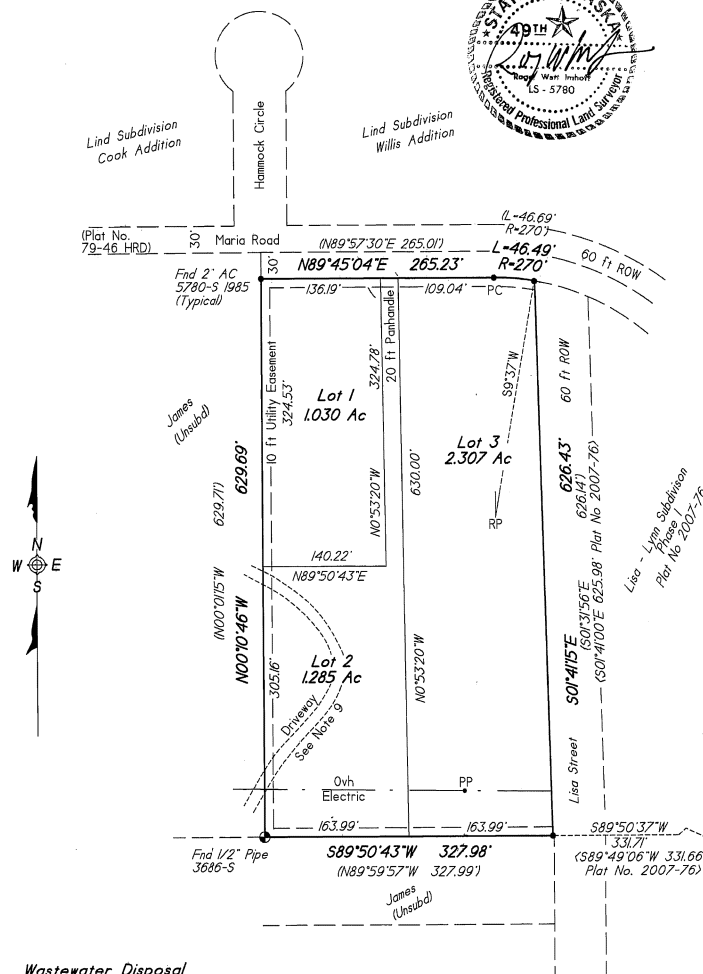 49TH
Roger Watt Imhoff
LS - 5780
Registered Professional Land Surveyor
Lind Subdivision
Cook Addition
Hammock Circle
Lind Subdivision
Willis Addition
(Plat No.
79-46 HRD)
30'
Maria Road
30'
(N89°57'30"E 265.01')
(L=46.69'
R=270')
L=46.49'
R=270'
60 ft ROW
N89°45'04"E 265.23'
Fnd 2" AC
5780-S 1985
(Typical)
136.19'
109.04'
PC
10 ft Utility Easement
324.53'
324.78'
20 ft Panhandle
S9°37'W
60 ft ROW
Lot 1
1.030 Ac
James
(Unsubd)
Lot 3
2.307 Ac
629.69'
(629.71')
N0°53'20"W
630.00'
RP
626.43'
626.14')
Lisa - Lynn Subdivison
Phase 1
Plat No 2007-76
N
W E
S
140.22'
N89°50'43"E
N00°10'46"W
(N00°01'15"W
305.16'
Lot 2
1.285 Ac
N0°53'20"W
S01°41'15"E
(S01°31'56"E
<S01°41'00"E 625.98' Plat No 2007-76>
Driveway
See Note 9
Lisa Street
Ovh
Electric
PP
163.99'
163.99'
S89°50'37"W
331.71'
<S89°49'06"W 331.66
Plat No. 2007-76>
Fnd 1/2" Pipe
3686-S
S89°50'43"W 327.98'
(N89°59'57"W 327.99')
James
(Unsubd)
Wastewater Disposal